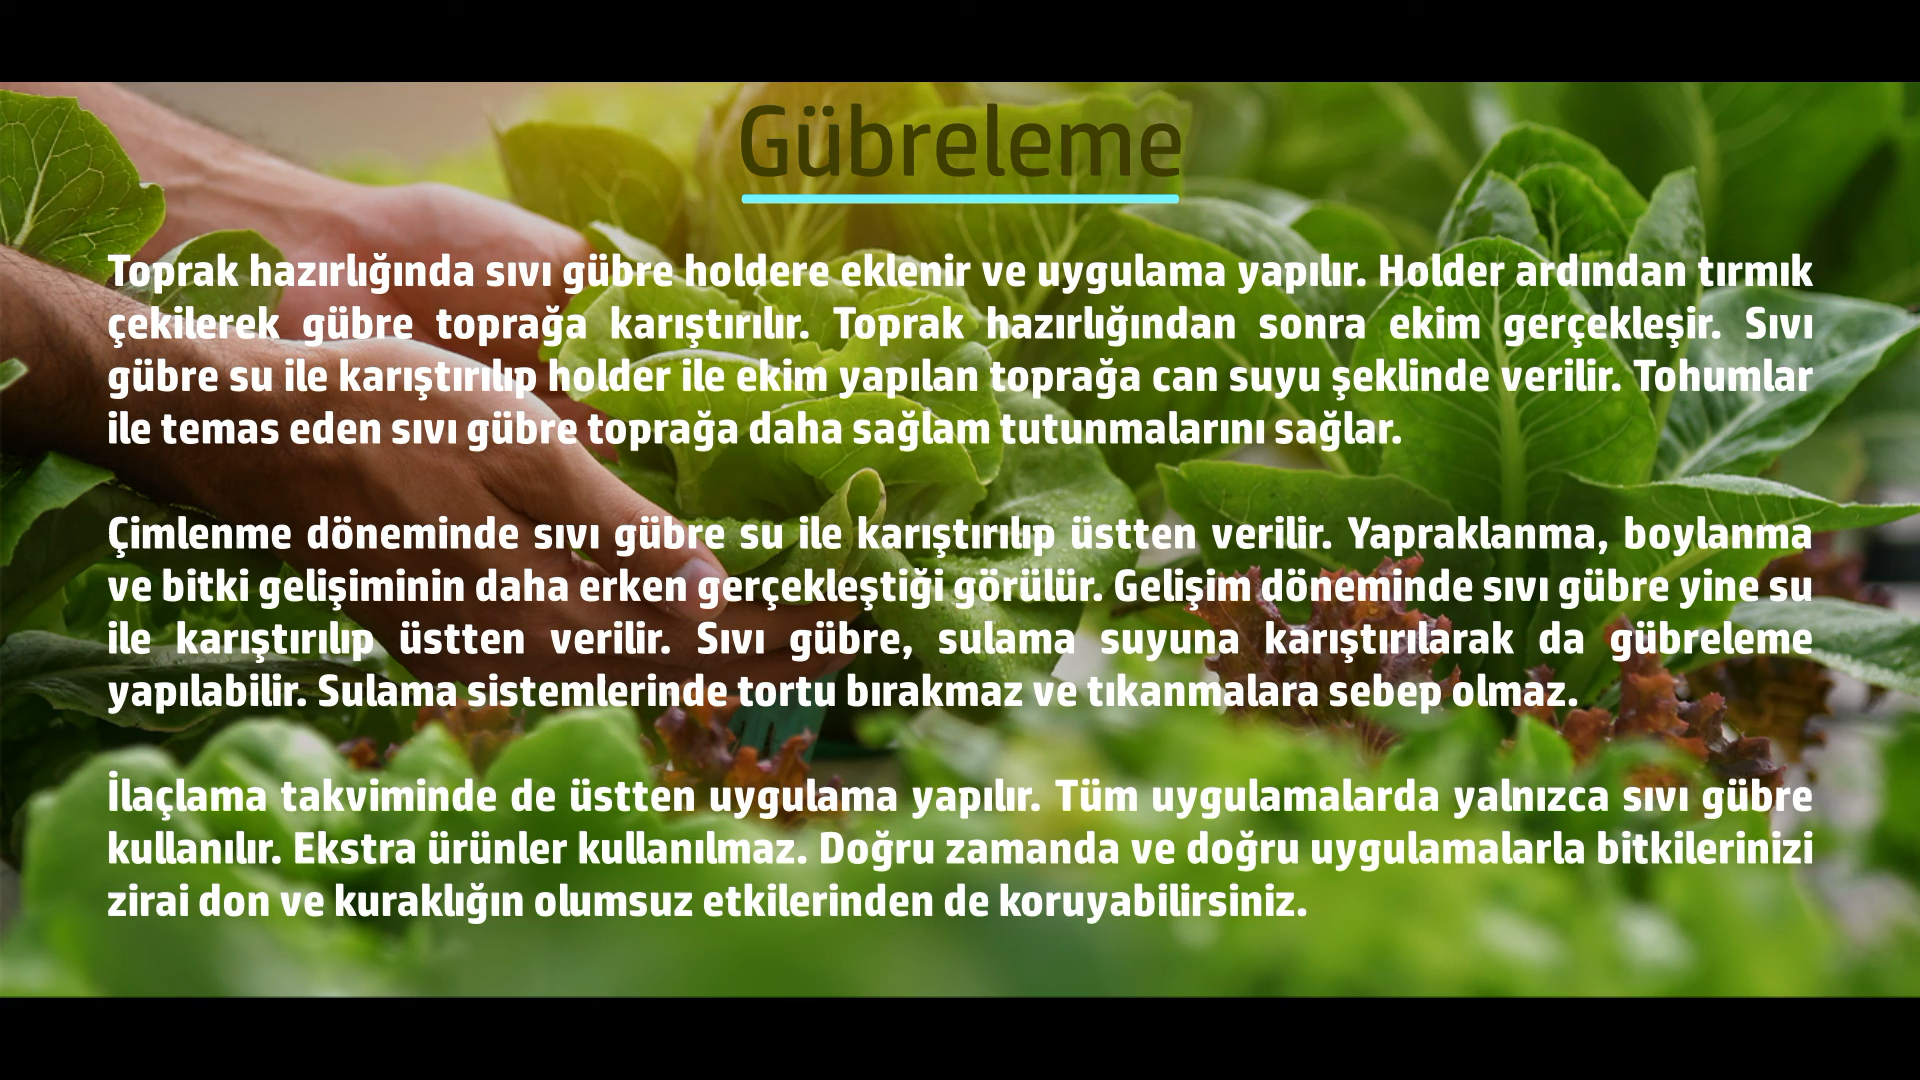 Gübreleme
Toprak hazırlığında sıvı gübre holdere eklenir ve uygulama yapılır. Holder ardından tırmık
çekilerek gübre toprağa karıştırılır. Toprak hazırlığından sonra ekim gerçekleşir. Sıvı
gübre su ile karıştırılıp holder ile ekim yapılan toprağa can suyu şeklinde verilir. Tohumlar
ile temas eden sıvı gübre toprağa daha sağlam tutunmalarını sağlar.
Çimlenme döneminde sıvı gübre su ile karıştırılıp üstten verilir. Yapraklanma, boylanma
ve bitki gelişiminin daha erken gerçekleştiği görülür. Gelişim döneminde sıvı gübre yine su
ile karıştırılıp üstten verilir. Sıvı gübre, sulama suyuna karıştırılarak da gübreleme
yapılabilir. Sulama sistemlerinde tortu bırakmaz ve tıkanmalara sebep olmaz.
İlaçlama takviminde de üstten uygulama yapılır. Tüm uygulamalarda yalnızca sıvı gübre
kullanılır. Ekstra ürünler kullanılmaz. Doğru zamanda ve doğru uygulamalarla bitkilerinizi
zirai don ve kuraklığın olumsuz etkilerinden de koruyabilirsiniz.